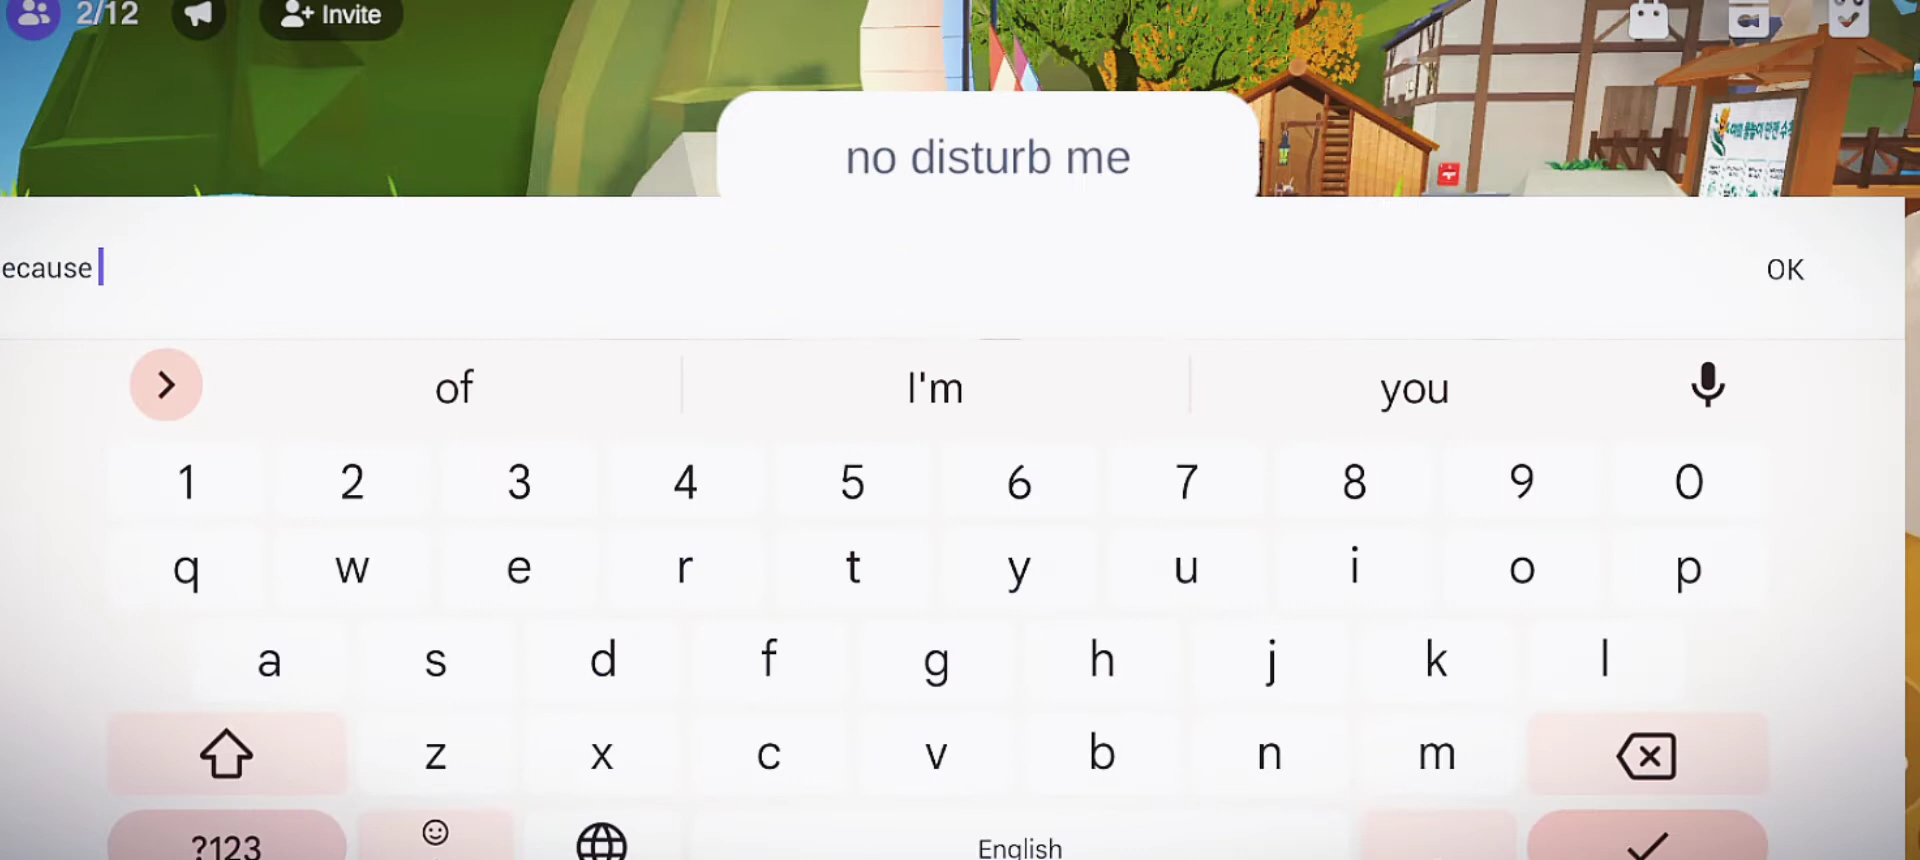 2/12
Invite
no disturb me
ecause
OK
of I'm you
1 2 3 4 5 6 7 8 9 0
q w e r t y u i o p
a s d f g h j k l
z x c v b n m
?123 English